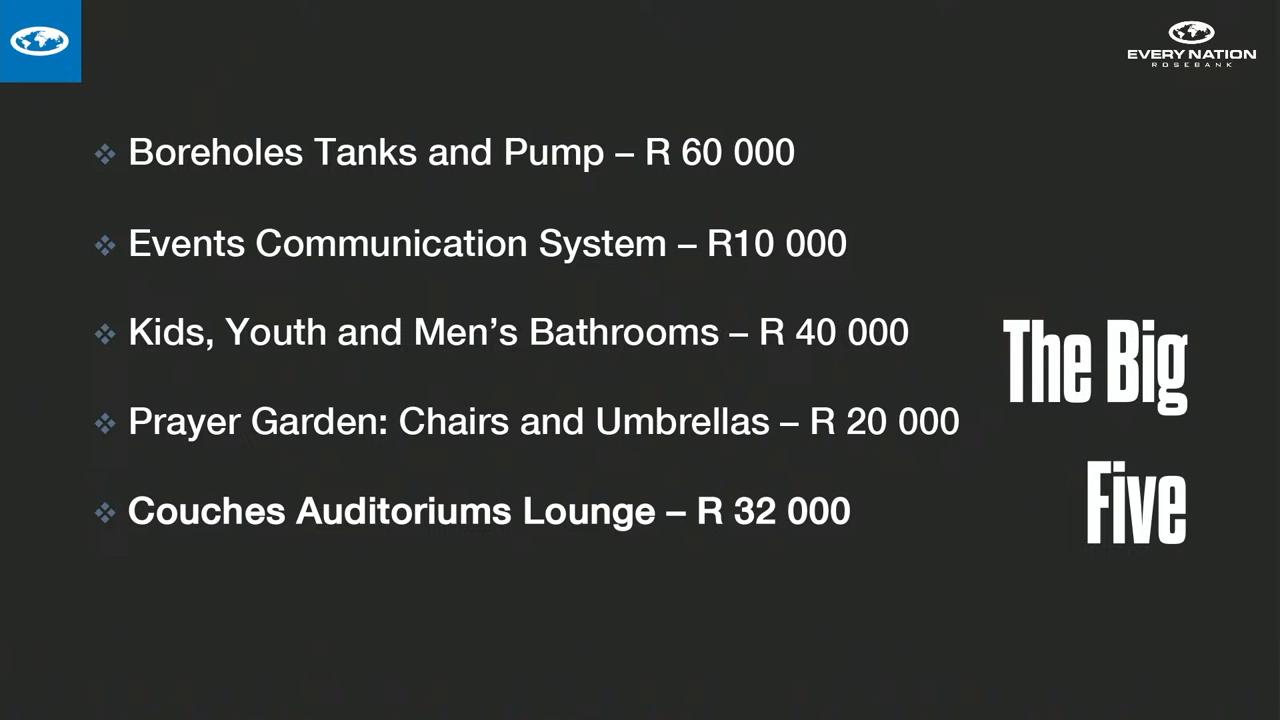 EVERY NATION
ROSEBANK
Boreholes Tanks and Pump – R 60 000
Events Communication System – R10 000
Kids, Youth and Men’s Bathrooms – R 40 000
Prayer Garden: Chairs and Umbrellas – R 20 000
Couches Auditoriums Lounge – R 32 000
The Big
Five